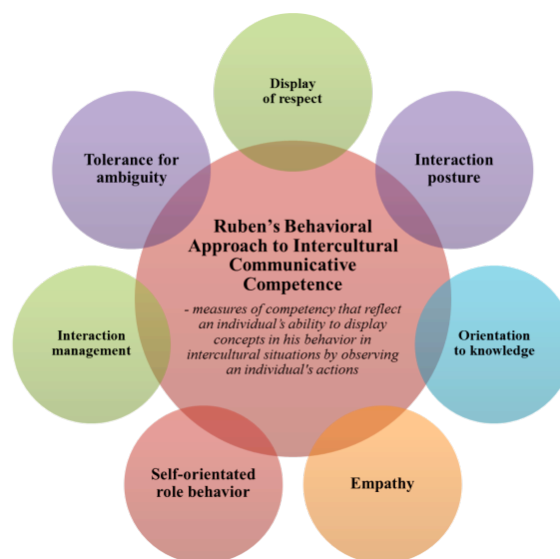 Display
of respect
Tolerance for
ambiguity
Interaction
posture
Ruben's Behavioral
Approach to Intercultural
Communicative
Competence
- measures of competency that reflect
an individual's ability to display
concepts in his behavior in
intercultural situations by observing
an individual's actions
Interaction
management
Orientation
to knowledge
Self-orientated
role behavior
Empathy